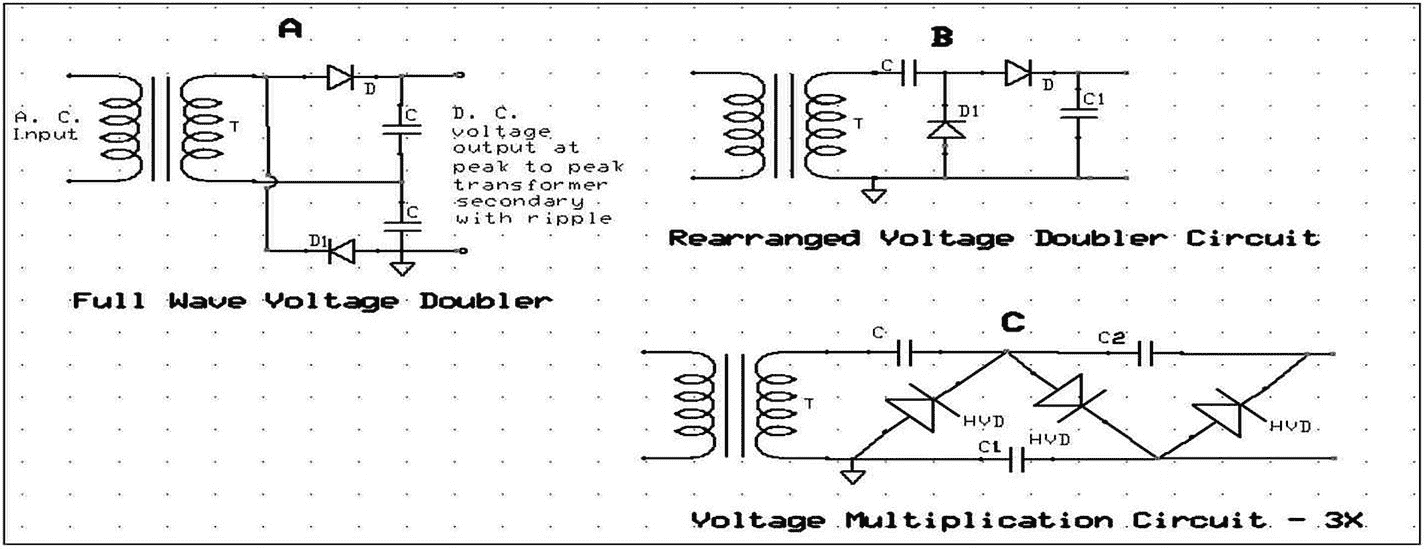 A
D
C
A. C.
Input
T
D. C.
voltage
output at
peak to peak
transformer
secondary
with ripple
C
D1
Full Wave Voltage Doubler
B
C
D
D1
C1
T
Rearranged Voltage Doubler Circuit
C
C
C2
T
HVD
HVD
HVD
C1
Voltage Multiplication Circuit - 3X